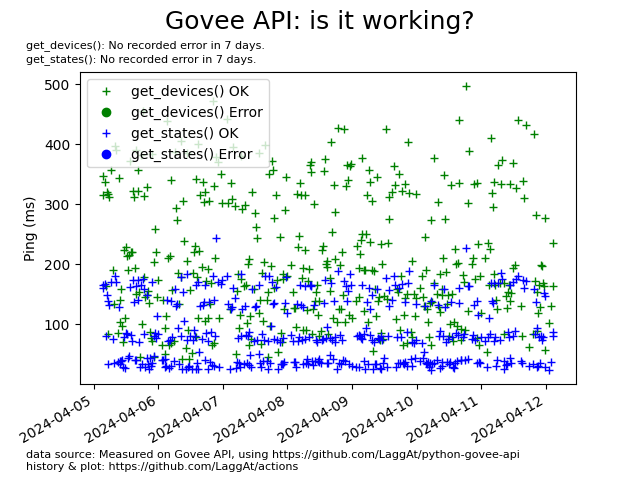 Govee API: is it working?
get_devices(): No recorded error in 7 days.
get_states(): No recorded error in 7 days.
get_devices() OK
get_devices() Error
get_states() OK
get_states() Error
Ping (ms)
500
400
300
200
100
2024-04-05
2024-04-06
2024-04-07
2024-04-08
2024-04-09
2024-04-10
2024-04-11
2024-04-12
data source: Measured on Govee API, using https://github.com/LaggAt/python-govee-api
history & plot: https://github.com/LaggAt/actions